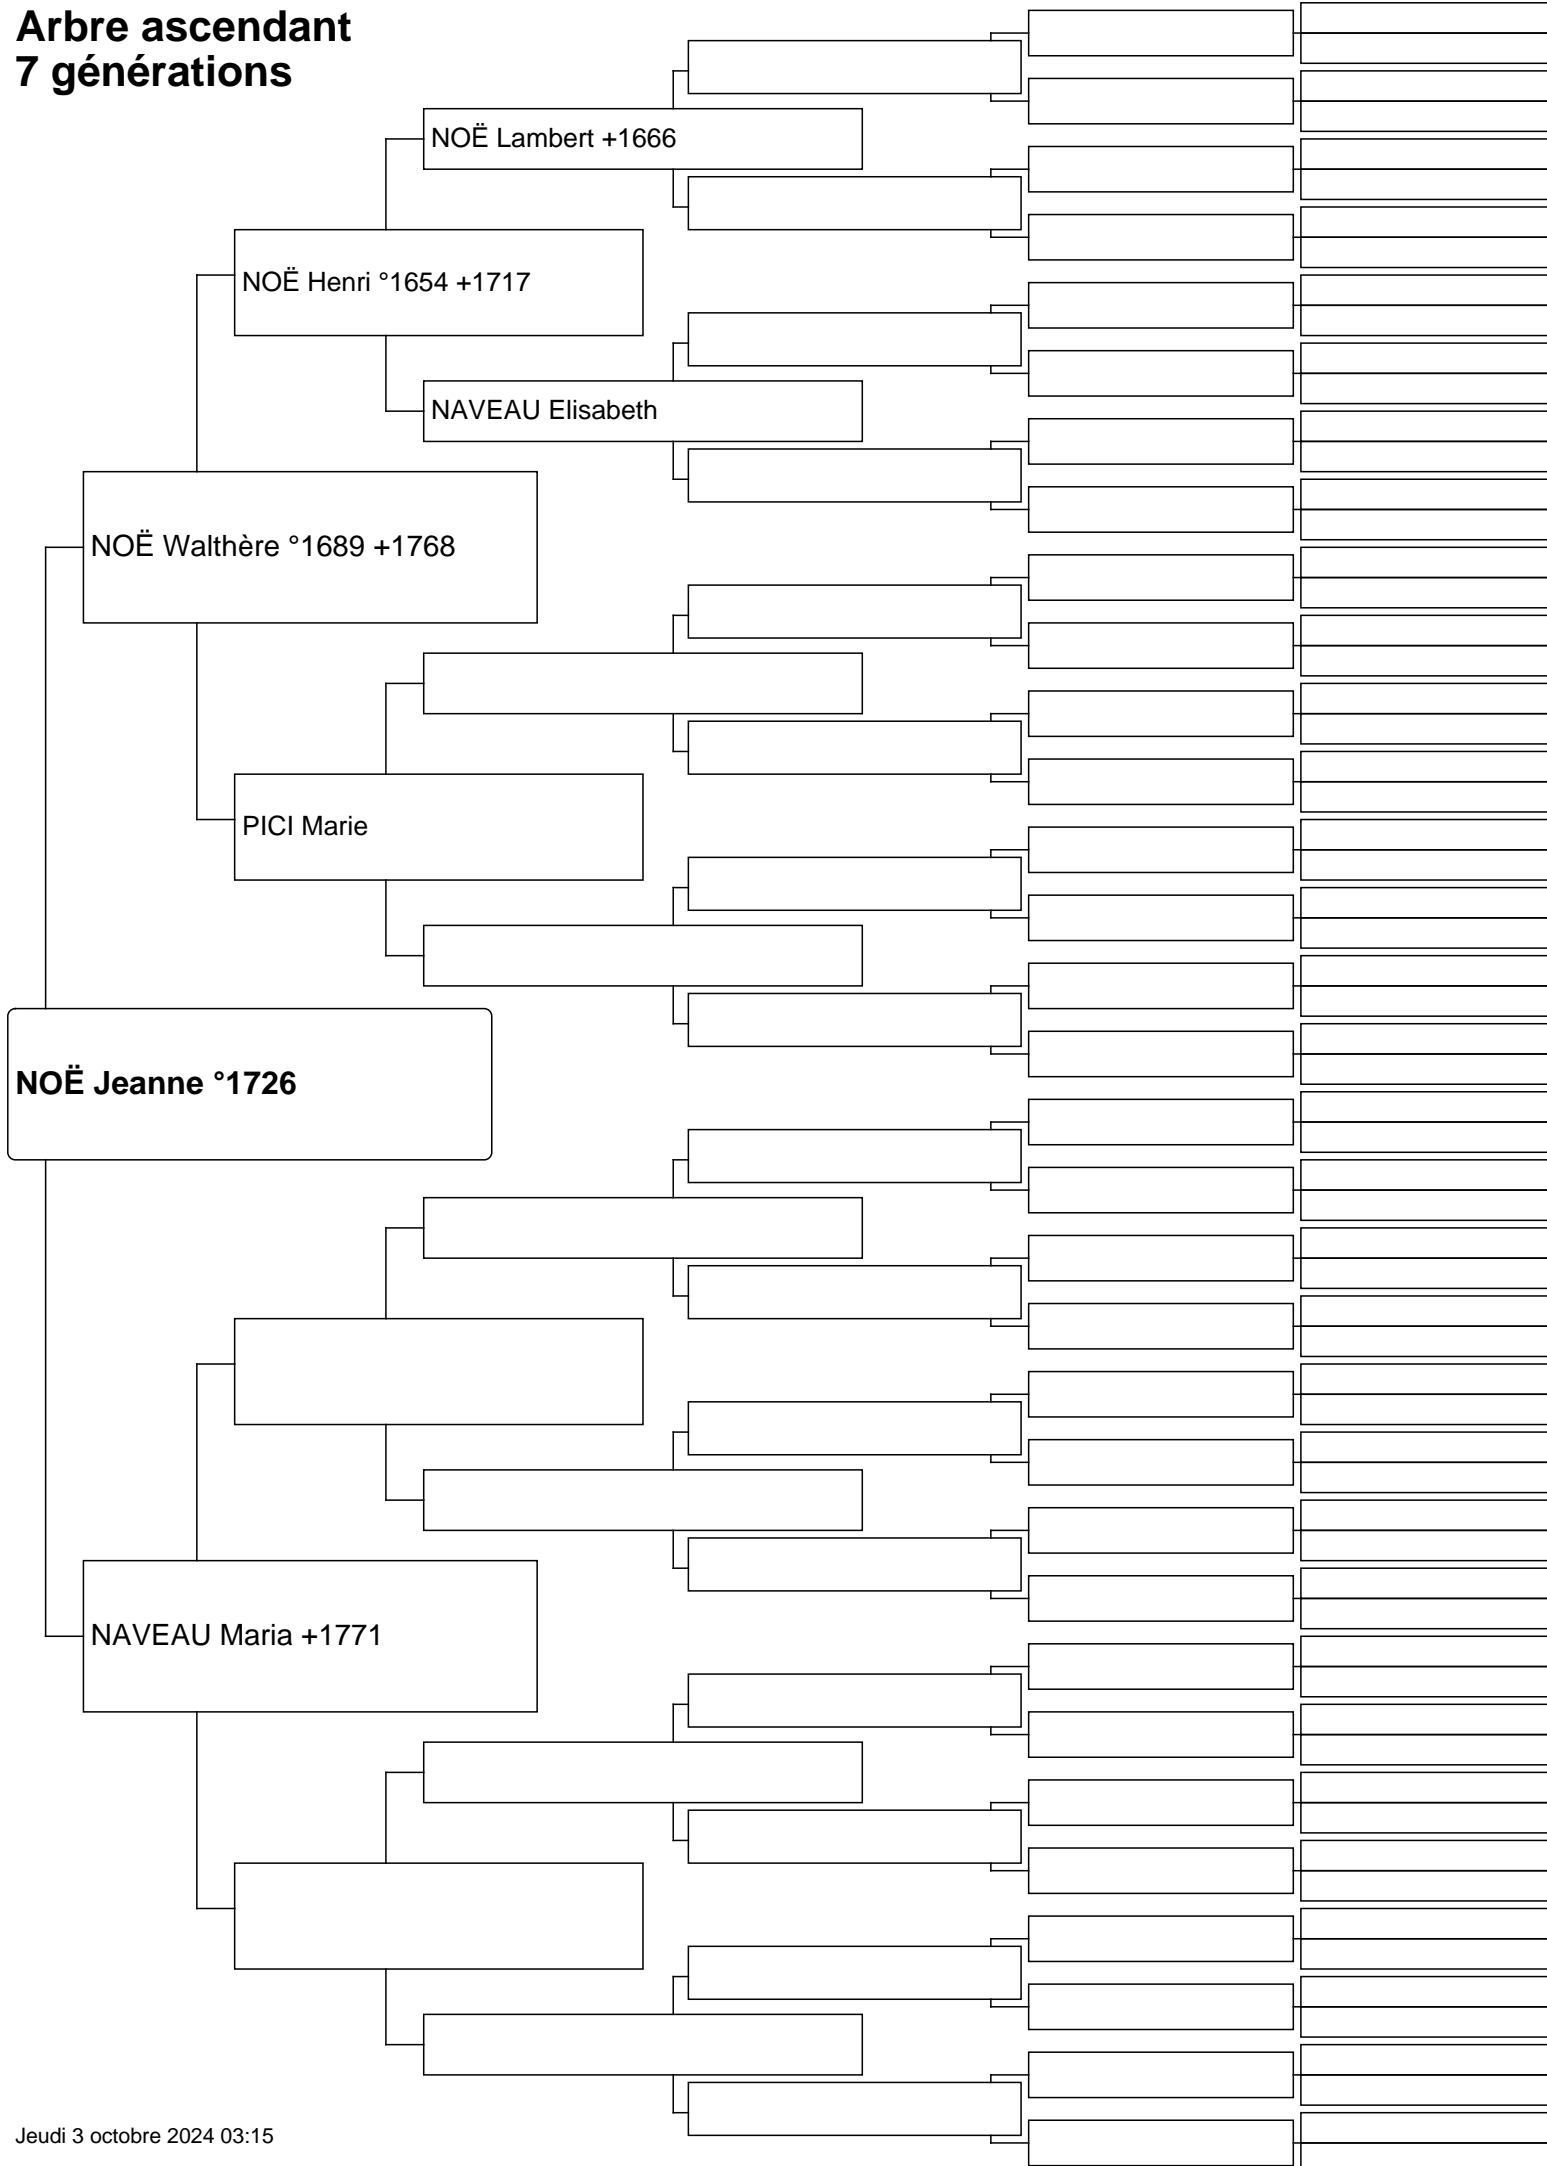 Arbre ascendant
7 générations
NOË Lambert +1666
NOË Henri °1654 +1717
NAVEAU Elisabeth
NOË Walthère °1689 +1768
PICI Marie
NOË Jeanne °1726
NAVEAU Maria +1771
Jeudi 3 octobre 2024 03:15